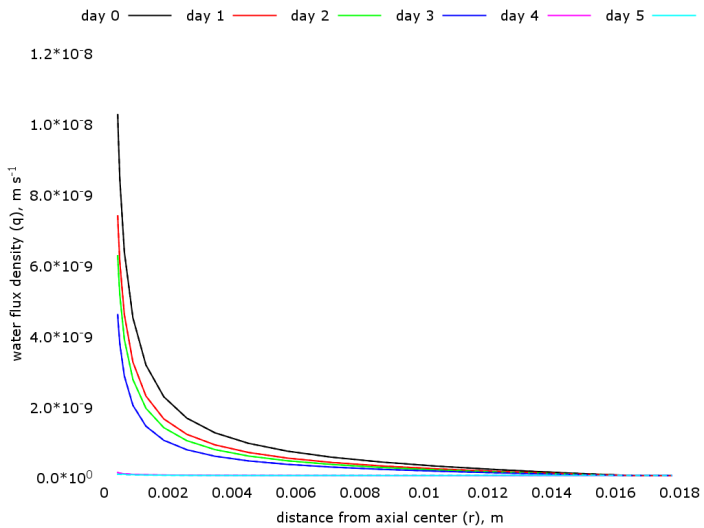 day 0 day 1 day 2 day 3 day 4 day 5
1.2*10⁻⁸
1.0*10⁻⁸
8.0*10⁻⁹
6.0*10⁻⁹
4.0*10⁻⁹
2.0*10⁻⁹
0.0*10⁰
water flux density (q), m s⁻¹
0 0.002 0.004 0.006 0.008 0.01 0.012 0.014 0.016 0.018
distance from axial center (r), m